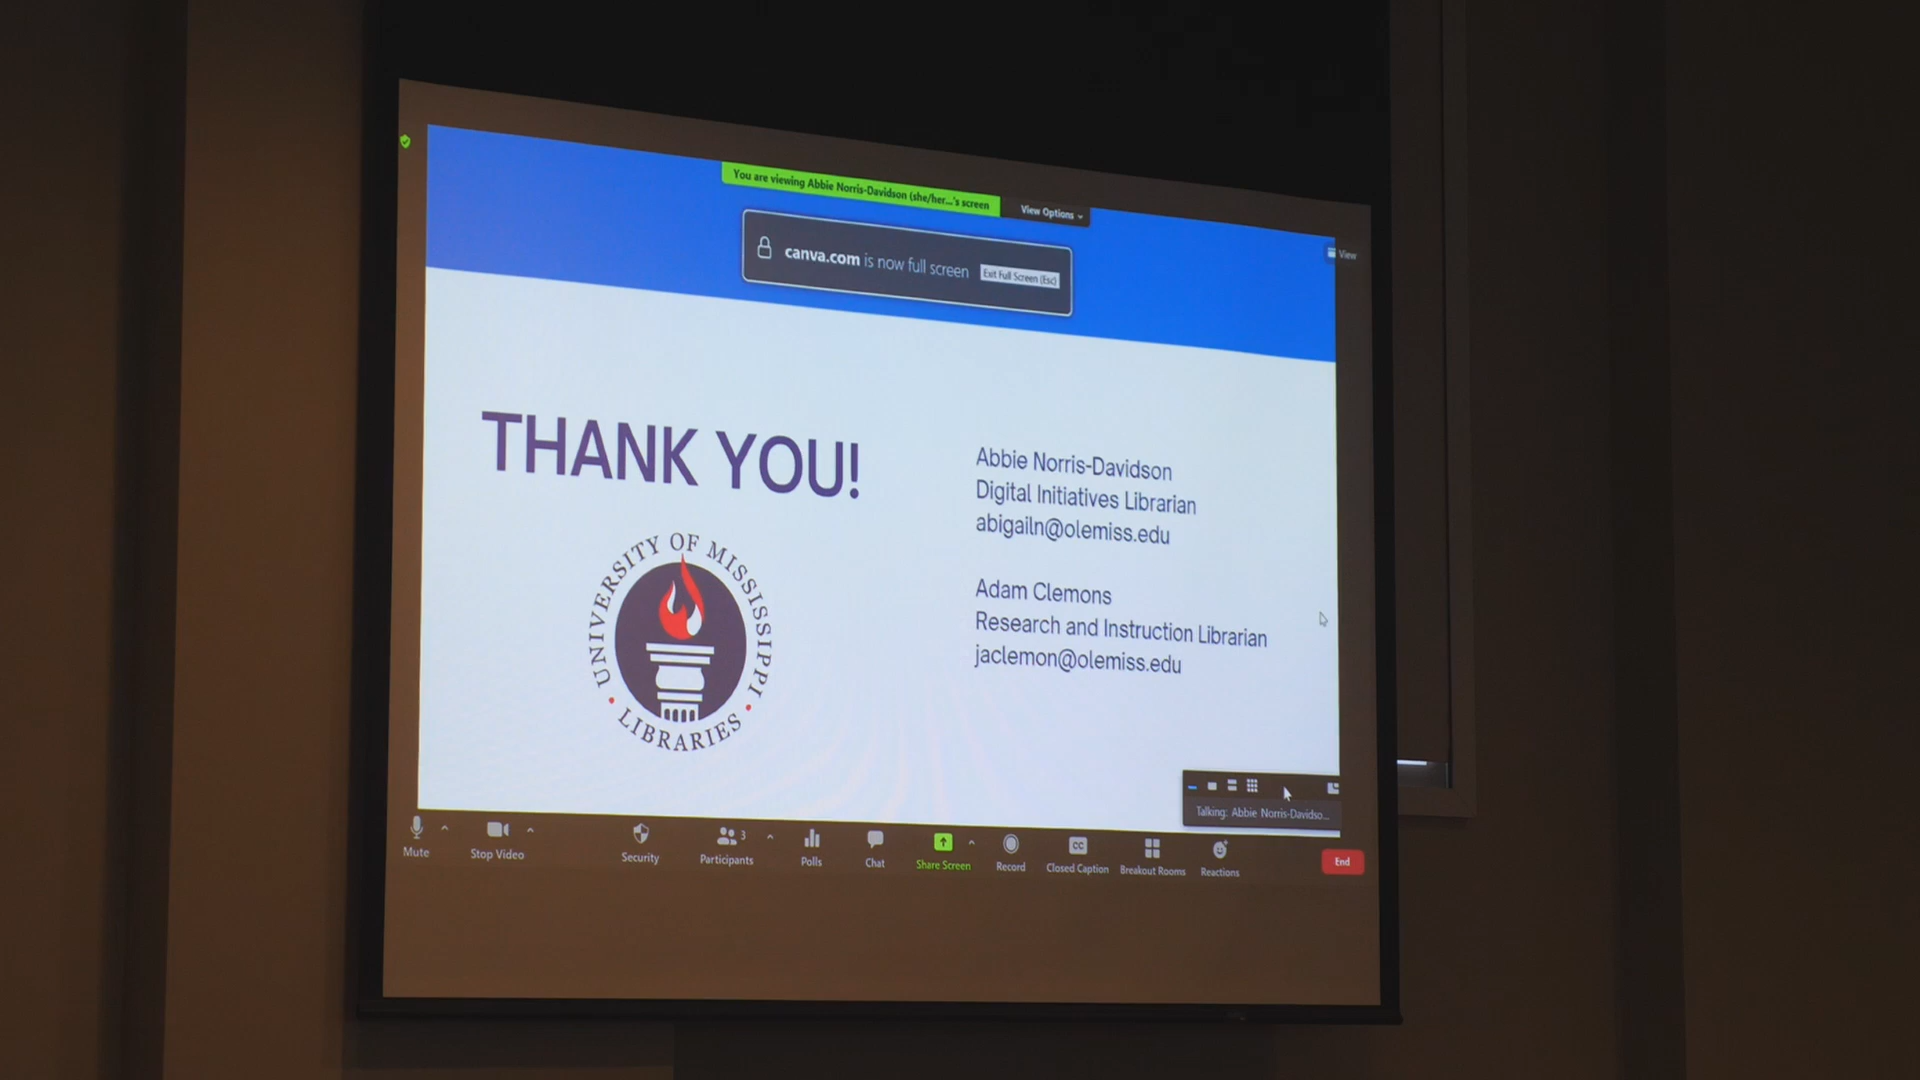 You are viewing Abbie Norris-Davidson (she/her...'s screen
View Options
View
canva.com is now full screen
Exit Full Screen (Esc)
THANK YOU!
UNIVERSITY OF MISSISSIPPI
LIBRARIES
Abbie Norris-Davidson
Digital Initiatives Librarian
abigailn@olemiss.edu
Adam Clemons
Research and Instruction Librarian
jaclemon@olemiss.edu
Talking: Abbie Norris-Davidso...
Mute
Stop Video
Security
3
Participants
Polls
Chat
Share Screen
Record
CC
Closed Caption
Breakout Rooms
Reactions
End